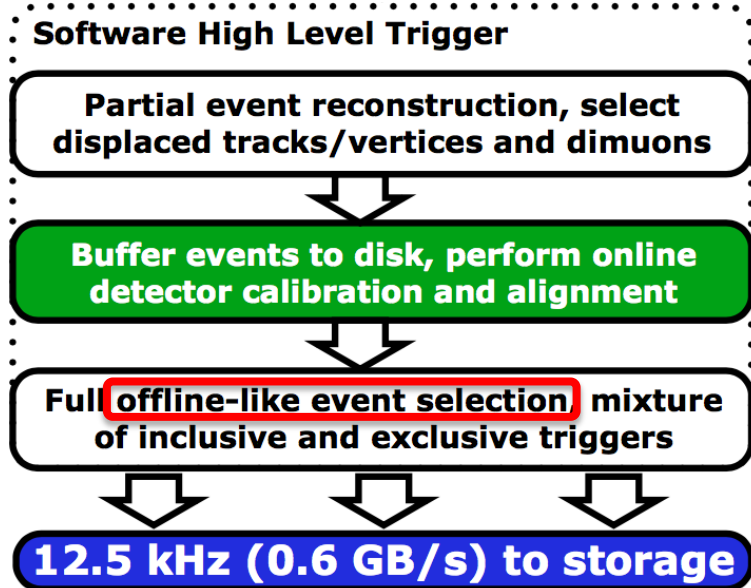 Software High Level Trigger
Partial event reconstruction, select
displaced tracks/vertices and dimuons
Buffer events to disk, perform online
detector calibration and alignment
Full offline-like event selection, mixture
of inclusive and exclusive triggers
12.5 kHz (0.6 GB/s) to storage